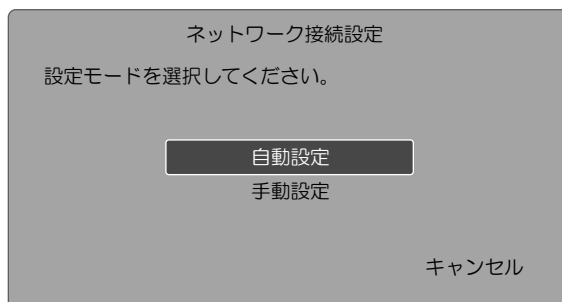 ネットワーク接続設定
設定モードを選択してください。
自動設定
手動設定
キャンセル